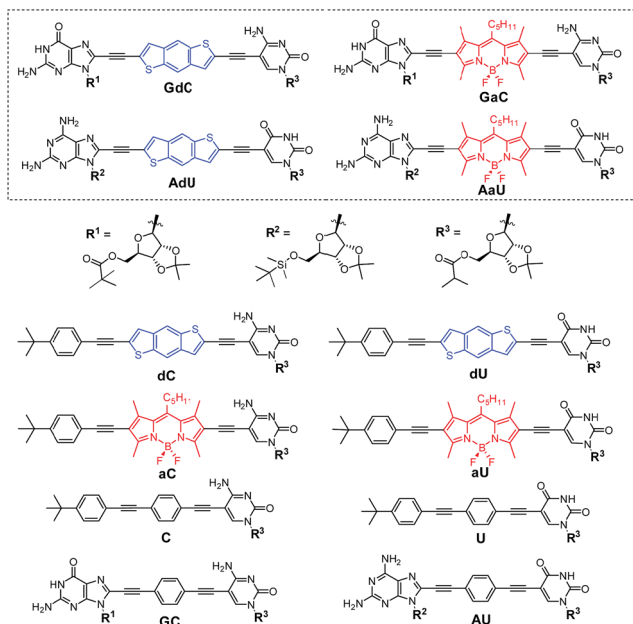 O NH2
C5H11
O NH2
HN N S N HN N N
H2N N N S N O H2N N N N B N N O
R1 R3 R1 F F R3
GdC GaC
NH2 O C5H11 NH2 O
N N S NH N N NH
H2N N N S N O H2N N N N B N N O
R2 R3 R2 F F R3
AdU AaU
R1 = O R2 = O R3 = O
O O Si O O
O O O O O O O O
NH2 O
S N S NH
S N O S N O
R3 R3
dC dU
C5H1 NH2 C5H11 O
N NH
N B N N O N B N N O
F F R3 F F R3
aC aU
NH2 O
N NH
N O N O
C R3 U R3
O NH2 NH2 O
HN N N N N NH
H2N N N N O H2N N N N O
R1 R3 R2 R3
GC AU